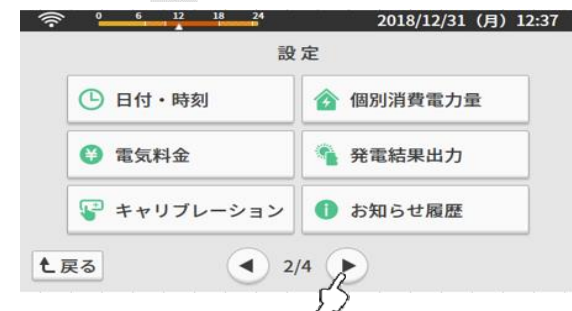 0 6 12 18 24 2018/12/31 (月) 12:37
設定
日付・時刻 個別消費電力量
¥ 電気料金 発電結果出力
キャリブレーション お知らせ履歴
戻る 2/4